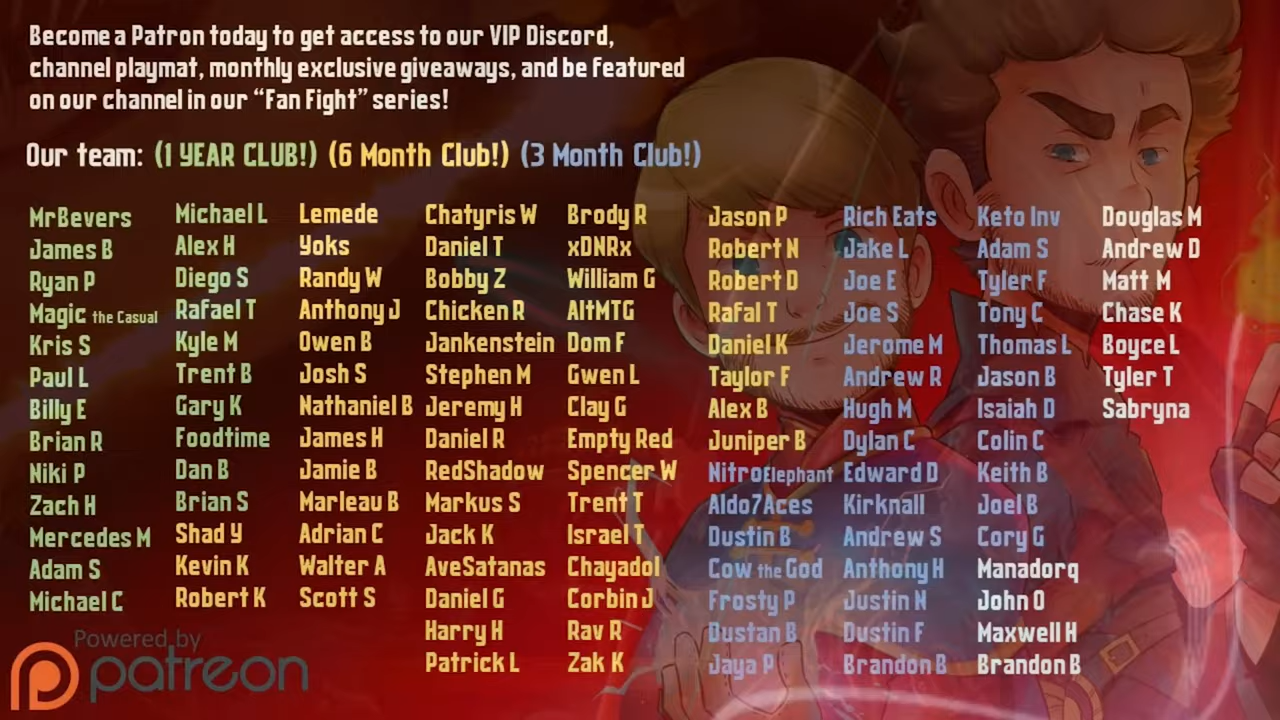 Become a Patron today to get access to our VIP Discord,
channel playmat, monthly exclusive giveaways, and be featured
on our channel in our “Fan Fight” series!
Our team: (1 YEAR CLUB!) (6 Month Club!) (3 Month Club!)
MrBevers
James B
Ryan P
Magic the Casual
Kris S
Paul L
Billy E
Brian R
Niki P
Zach H
Mercedes M
Adam S
Michael C
Michael L
Alex H
Diego S
Rafael T
Kyle M
Trent B
Gary K
Foodtime
Dan B
Brian S
Shad Y
Kevin K
Robert K
Lemede
Yoks
Randy W
Anthony J
Owen B
Josh S
Nathaniel B
James H
Jamie B
Marleau B
Adrian C
Walter A
Scott S
Chatyris W
Daniel T
Bobby Z
Chicken R
Jankenstein
Stephen M
Jeremy H
Daniel R
RedShadow
Markus S
Jack K
AveSatanas
Daniel G
Harry H
Patrick L
Brody R
xDNRx
William G
AltMTG
Dom F
Gwen L
Clay G
Empty Red
Spencer W
Trent T
Israel T
Chayadol
Corbin J
Rav R
Zak K
Jason P
Robert N
Robert D
Rafal T
Daniel K
Taylor F
Alex B
Juniper B
NitroElephant
Aldo7Aces
Dustin B
Cow the God
Frosty P
Dustan B
Jaya P
Rich Eats
Jake L
Joe E
Joe S
Jerome M
Andrew R
Hugh M
Dylan C
Edward D
Kirknall
Andrew S
Anthony H
Justin N
Dustin F
Brandon B
Keto Inv
Adam S
Tyler F
Tony C
Thomas L
Jason B
Isaiah D
Colin C
Keith B
Joel B
Cory G
Manadorq
John O
Maxwell H
Brandon B
Douglas M
Andrew D
Matt M
Chase K
Boyce L
Tyler T
Sabryna
Powered by
patreon